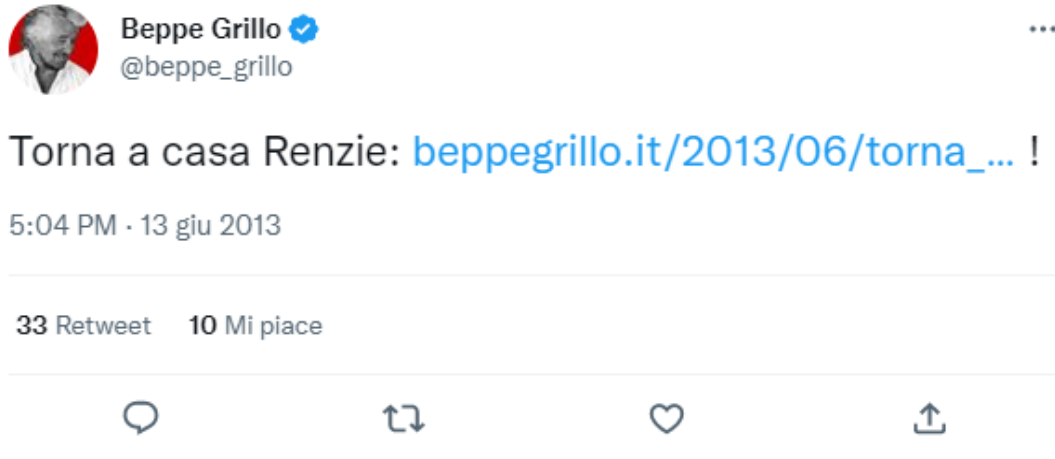 Beppe Grillo
@beppe_grillo
Torna a casa Renzie: beppegrillo.it/2013/06/torna_... !
5:04 PM · 13 giu 2013
33 Retweet 10 Mi piace